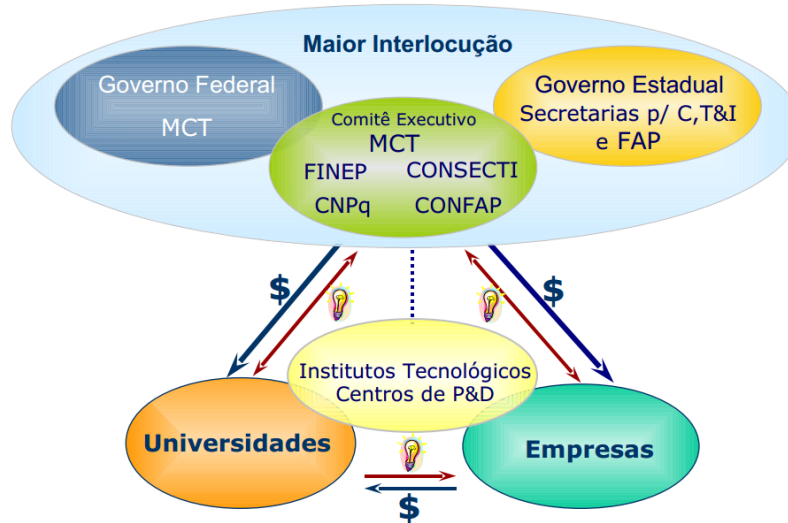 Maior Interlocução
Governo Federal
MCT
Governo Estadual
Secretarias p/ C,T&I
e FAP
Comitê Executivo
MCT
FINEP CONSECTI
CNPq CONFAP
$
$
Institutos Tecnológicos
Centros de P&D
Universidades
Empresas
$